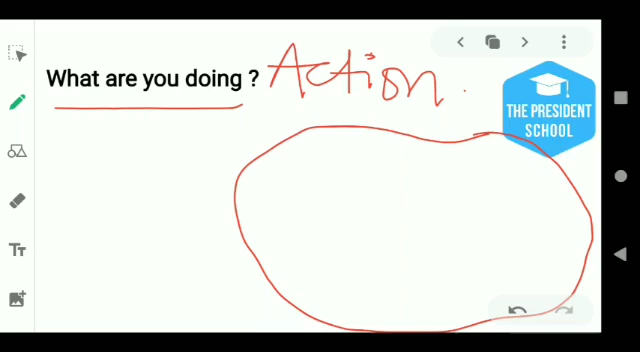 What are you doing ? Action.
THE PRESIDENT
SCHOOL